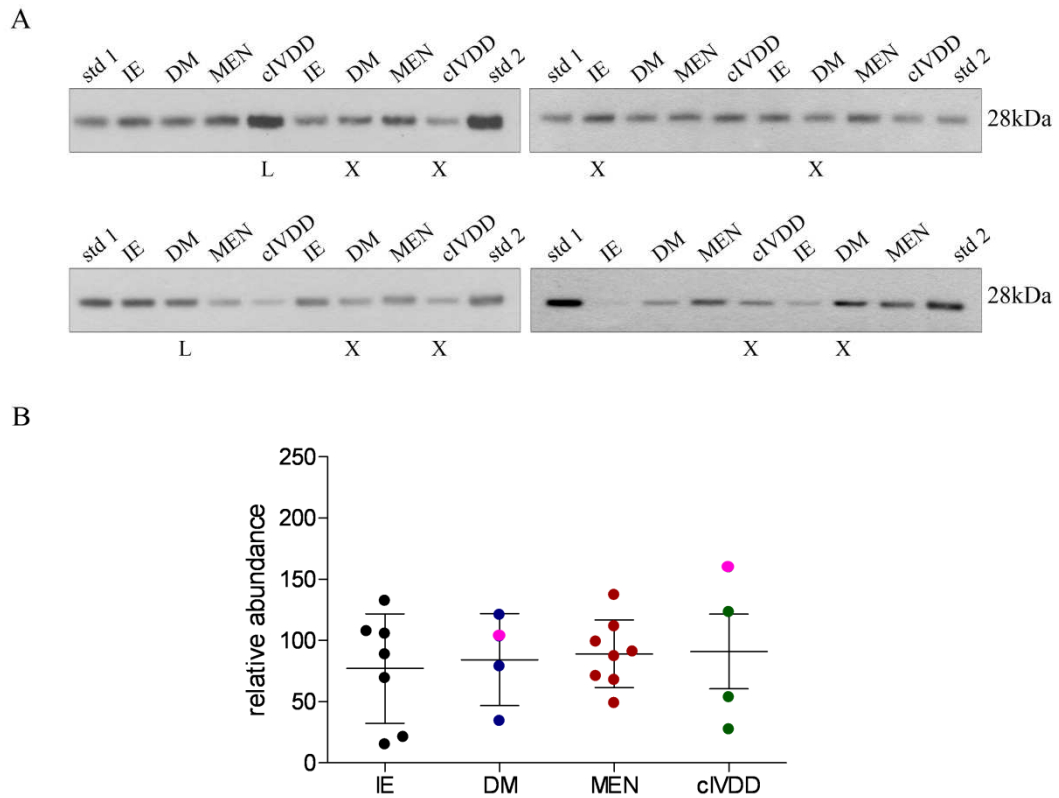 A
std 1 IE DM MEN cIVDD IE DM MEN cIVDD std 2
std 1 IE DM MEN cIVDD IE DM MEN cIVDD std 2
28kDa
L X X
X X
std 1 IE DM MEN cIVDD IE DM MEN cIVDD std 2
std 1 IE DM MEN cIVDD IE DM MEN std 2
28kDa
L X X
X X
B
relative abundance
250
200
150
100
50
0
IE DM MEN cIVDD